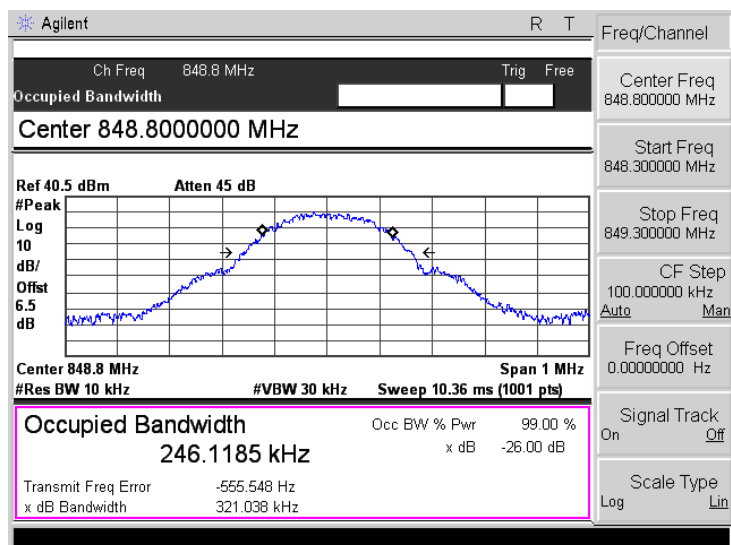 Agilent R T
Ch Freq 848.8 MHz Trig Free
Occupied Bandwidth
Center 848.8000000 MHz
Ref 40.5 dBm Atten 45 dB
#Peak
Log
10
dB/
Offst
6.5
dB
Center 848.8 MHz Span 1 MHz
#Res BW 10 kHz #VBW 30 kHz Sweep 10.36 ms (1001 pts)
Occupied Bandwidth Occ BW % Pwr 99.00 %
246.1185 kHz x dB -26.00 dB
Transmit Freq Error -555.548 Hz
x dB Bandwidth 321.038 kHz
Freq/Channel
Center Freq
848.800000 MHz
Start Freq
848.300000 MHz
Stop Freq
849.300000 MHz
CF Step
100.000000 kHz
Auto Man
Freq Offset
0.00000000 Hz
Signal Track
On Off
Scale Type
Log Lin